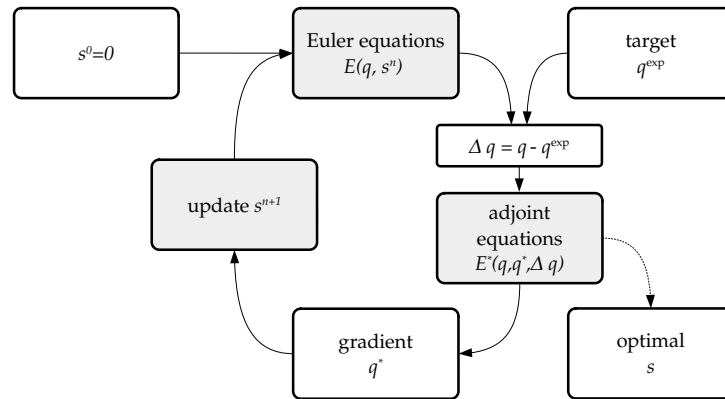 s⁰=0
Euler equations
E(q, sⁿ)
target
q^exp
Δ q = q - q^exp
update sⁿ⁺¹
adjoint
equations
E*(q,q*,Δ q)
gradient
q*
optimal
s